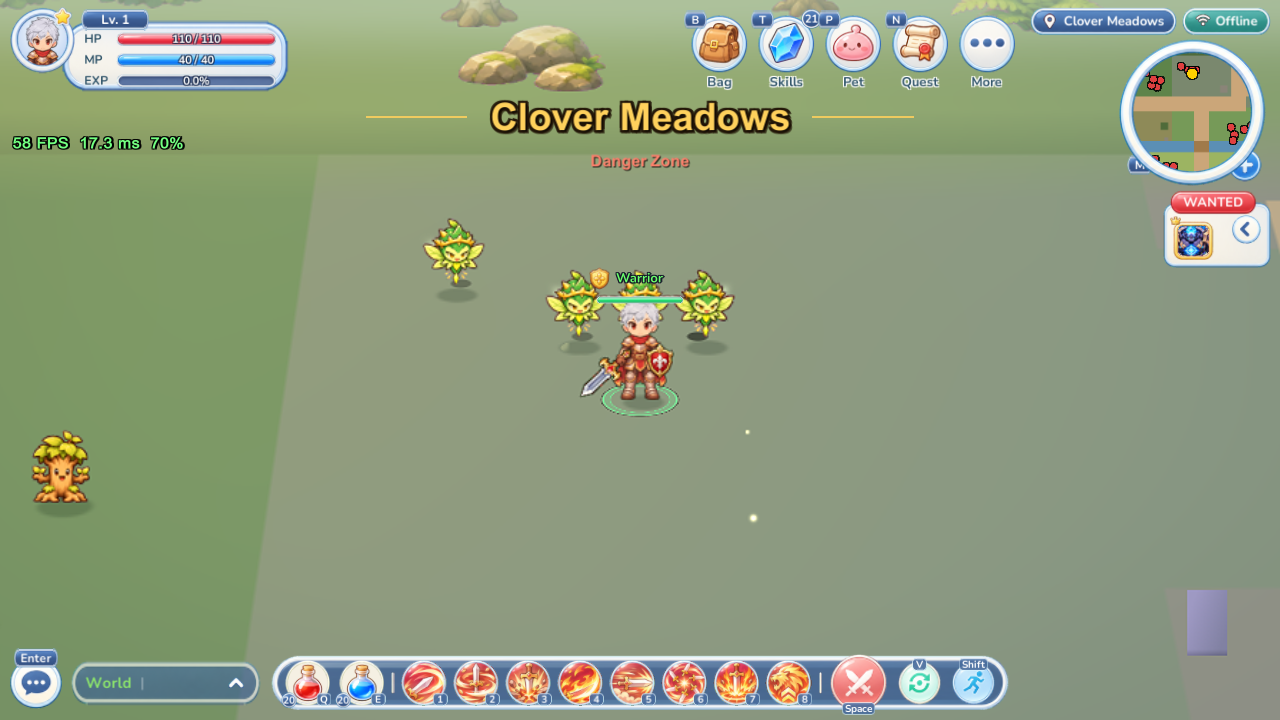 Lv. 1
HP 110 / 110
MP 40 / 40
EXP 0.0%
58 FPS 17.3 ms 70%
B T 21 P N
Bag Skills Pet Quest More
Clover Meadows
Offline
Clover Meadows
Danger Zone
M
WANTED
Warrior
Enter
World
20 Q 20 E 1 2 3 4 5 6 7 8 Space V Shift